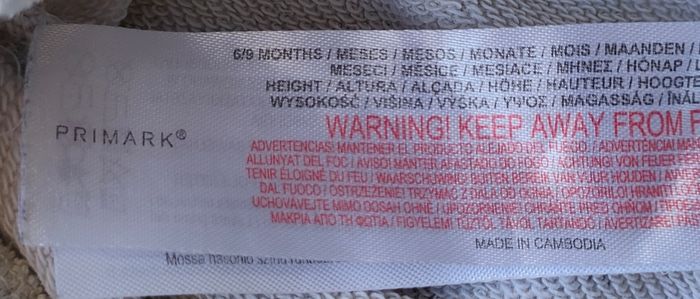 6/9 MONTHS / MESES / MESOS / MONATE / MOIS / MAANDEN /
MESECI / MĚSÍCE / MESIACE / ΜΗΝΕΣ / HÓNAP /
HEIGHT / ALTURA / ALÇADA / HÖHE / HAUTEUR / HOOGTE
WYSOKOŚĆ / VIŠINA / VÝŠKA / ΥΨΟΣ / MAGASSÁG /
PRIMARK®
WARNING! KEEP AWAY FROM
ADVERTENCIAS! MANTENER EL PRODUCTO ALEJADO DEL FUEGO /
ALLUNYAT DEL FOC / AVISO! MANTER AFASTADO DO FOGO / ACHTUNG! VON FEUER
TENIR ÉLOIGNÉ DU FEU / WAARSCHUWING! BUITEN BEREIK VAN VUUR HOUDEN /
DAL FUOCO / OSTRZEŻENIE! TRZYMAĆ Z DALA OD OGNIA / OPOZORILO! HRANITI
UCHOVÁVEJTE MIMO DOSAH OHNĚ / UPOZORNENIE! CHRÁŇTE PRED OHŇOM /
ΜΑΚΡΙΑ ΑΠΟ ΤΗ ΦΩΤΙΑ / FIGYELEM! TŰZTŐL TÁVOL TARTANDÓ /
MADE IN CAMBODIA